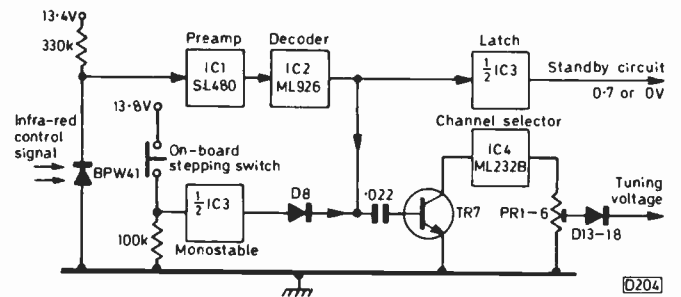 13·4V
330k
Preamp
IC1
SL480
Decoder
IC2
ML926
Latch
½ IC3
Standby circuit
0·7 or 0V
Infra-red
control
signal
BPW41
13·8V
On-board
stepping switch
½ IC3
Monostable
100k
D8
·022
TR7
Channel selector
IC4
ML232B
PR1-6
D13-18
Tuning
voltage
D204